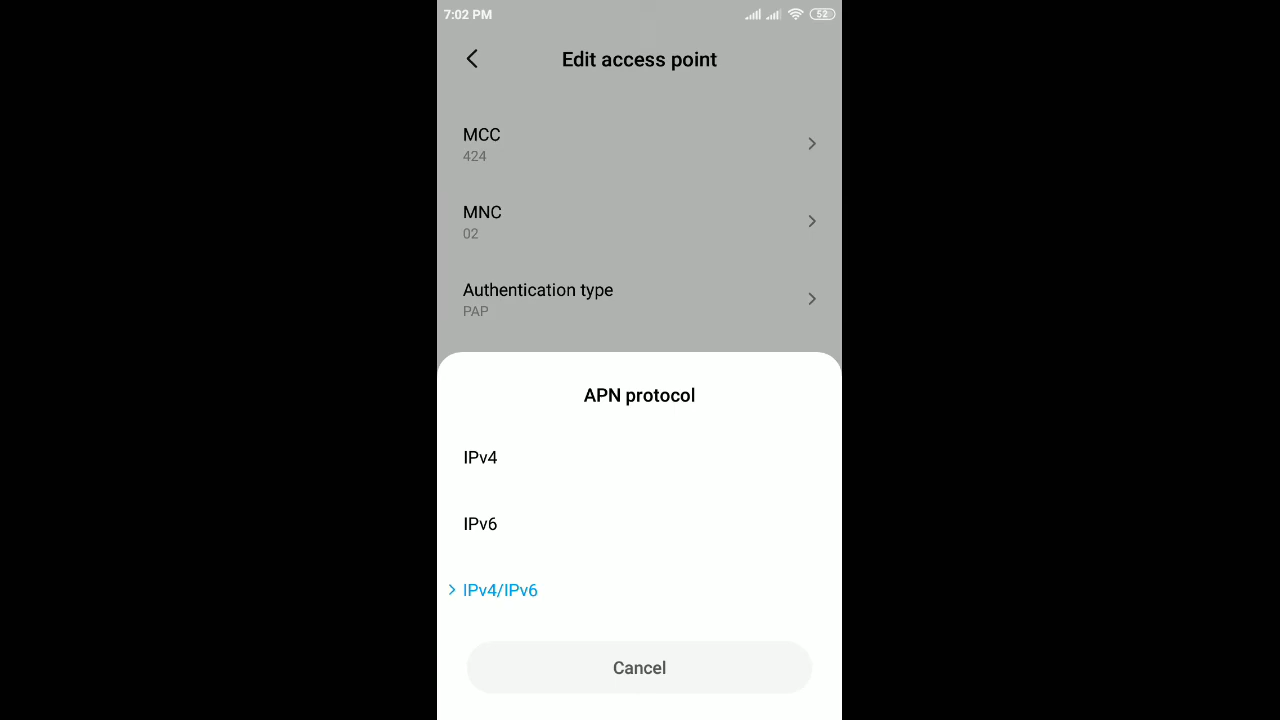 7:02 PM
52
Edit access point
MCC
424
MNC
02
Authentication type
PAP
APN protocol
IPv4
IPv6
IPv4/IPv6
Cancel